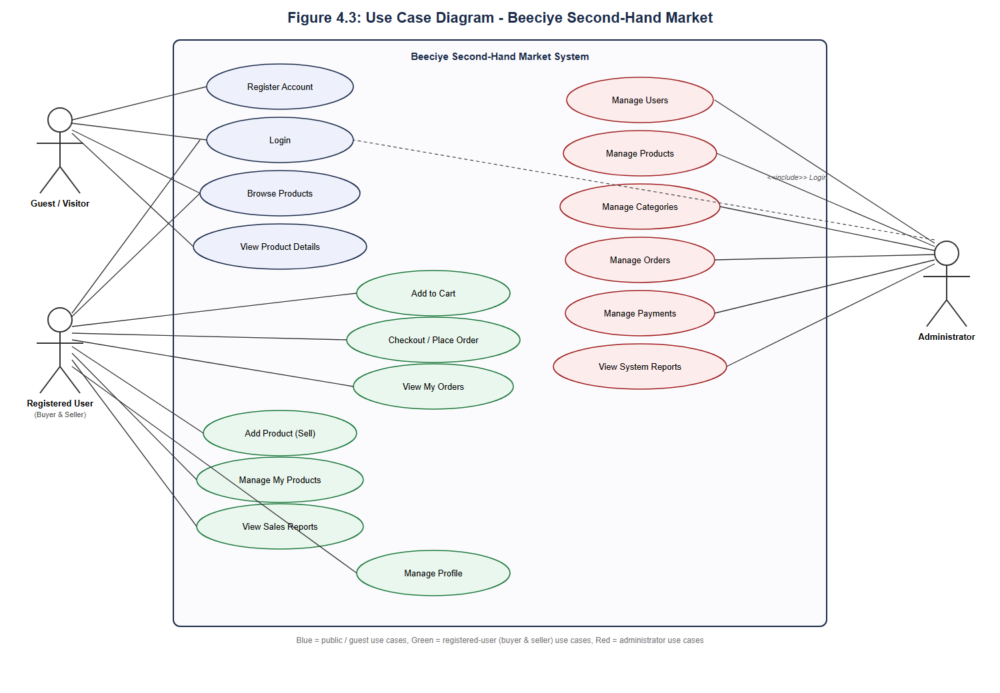 Figure 4.3: Use Case Diagram - Beeciye Second-Hand Market
Beeciye Second-Hand Market System
Register Account
Login
Browse Products
View Product Details
Add to Cart
Checkout / Place Order
View My Orders
Add Product (Sell)
Manage My Products
View Sales Reports
Manage Profile
Manage Users
Manage Products
<<include>> Login
Manage Categories
Manage Orders
Manage Payments
View System Reports
Guest / Visitor
Registered User
(Buyer & Seller)
Administrator
Blue = public / guest use cases, Green = registered-user (buyer & seller) use cases, Red = administrator use cases